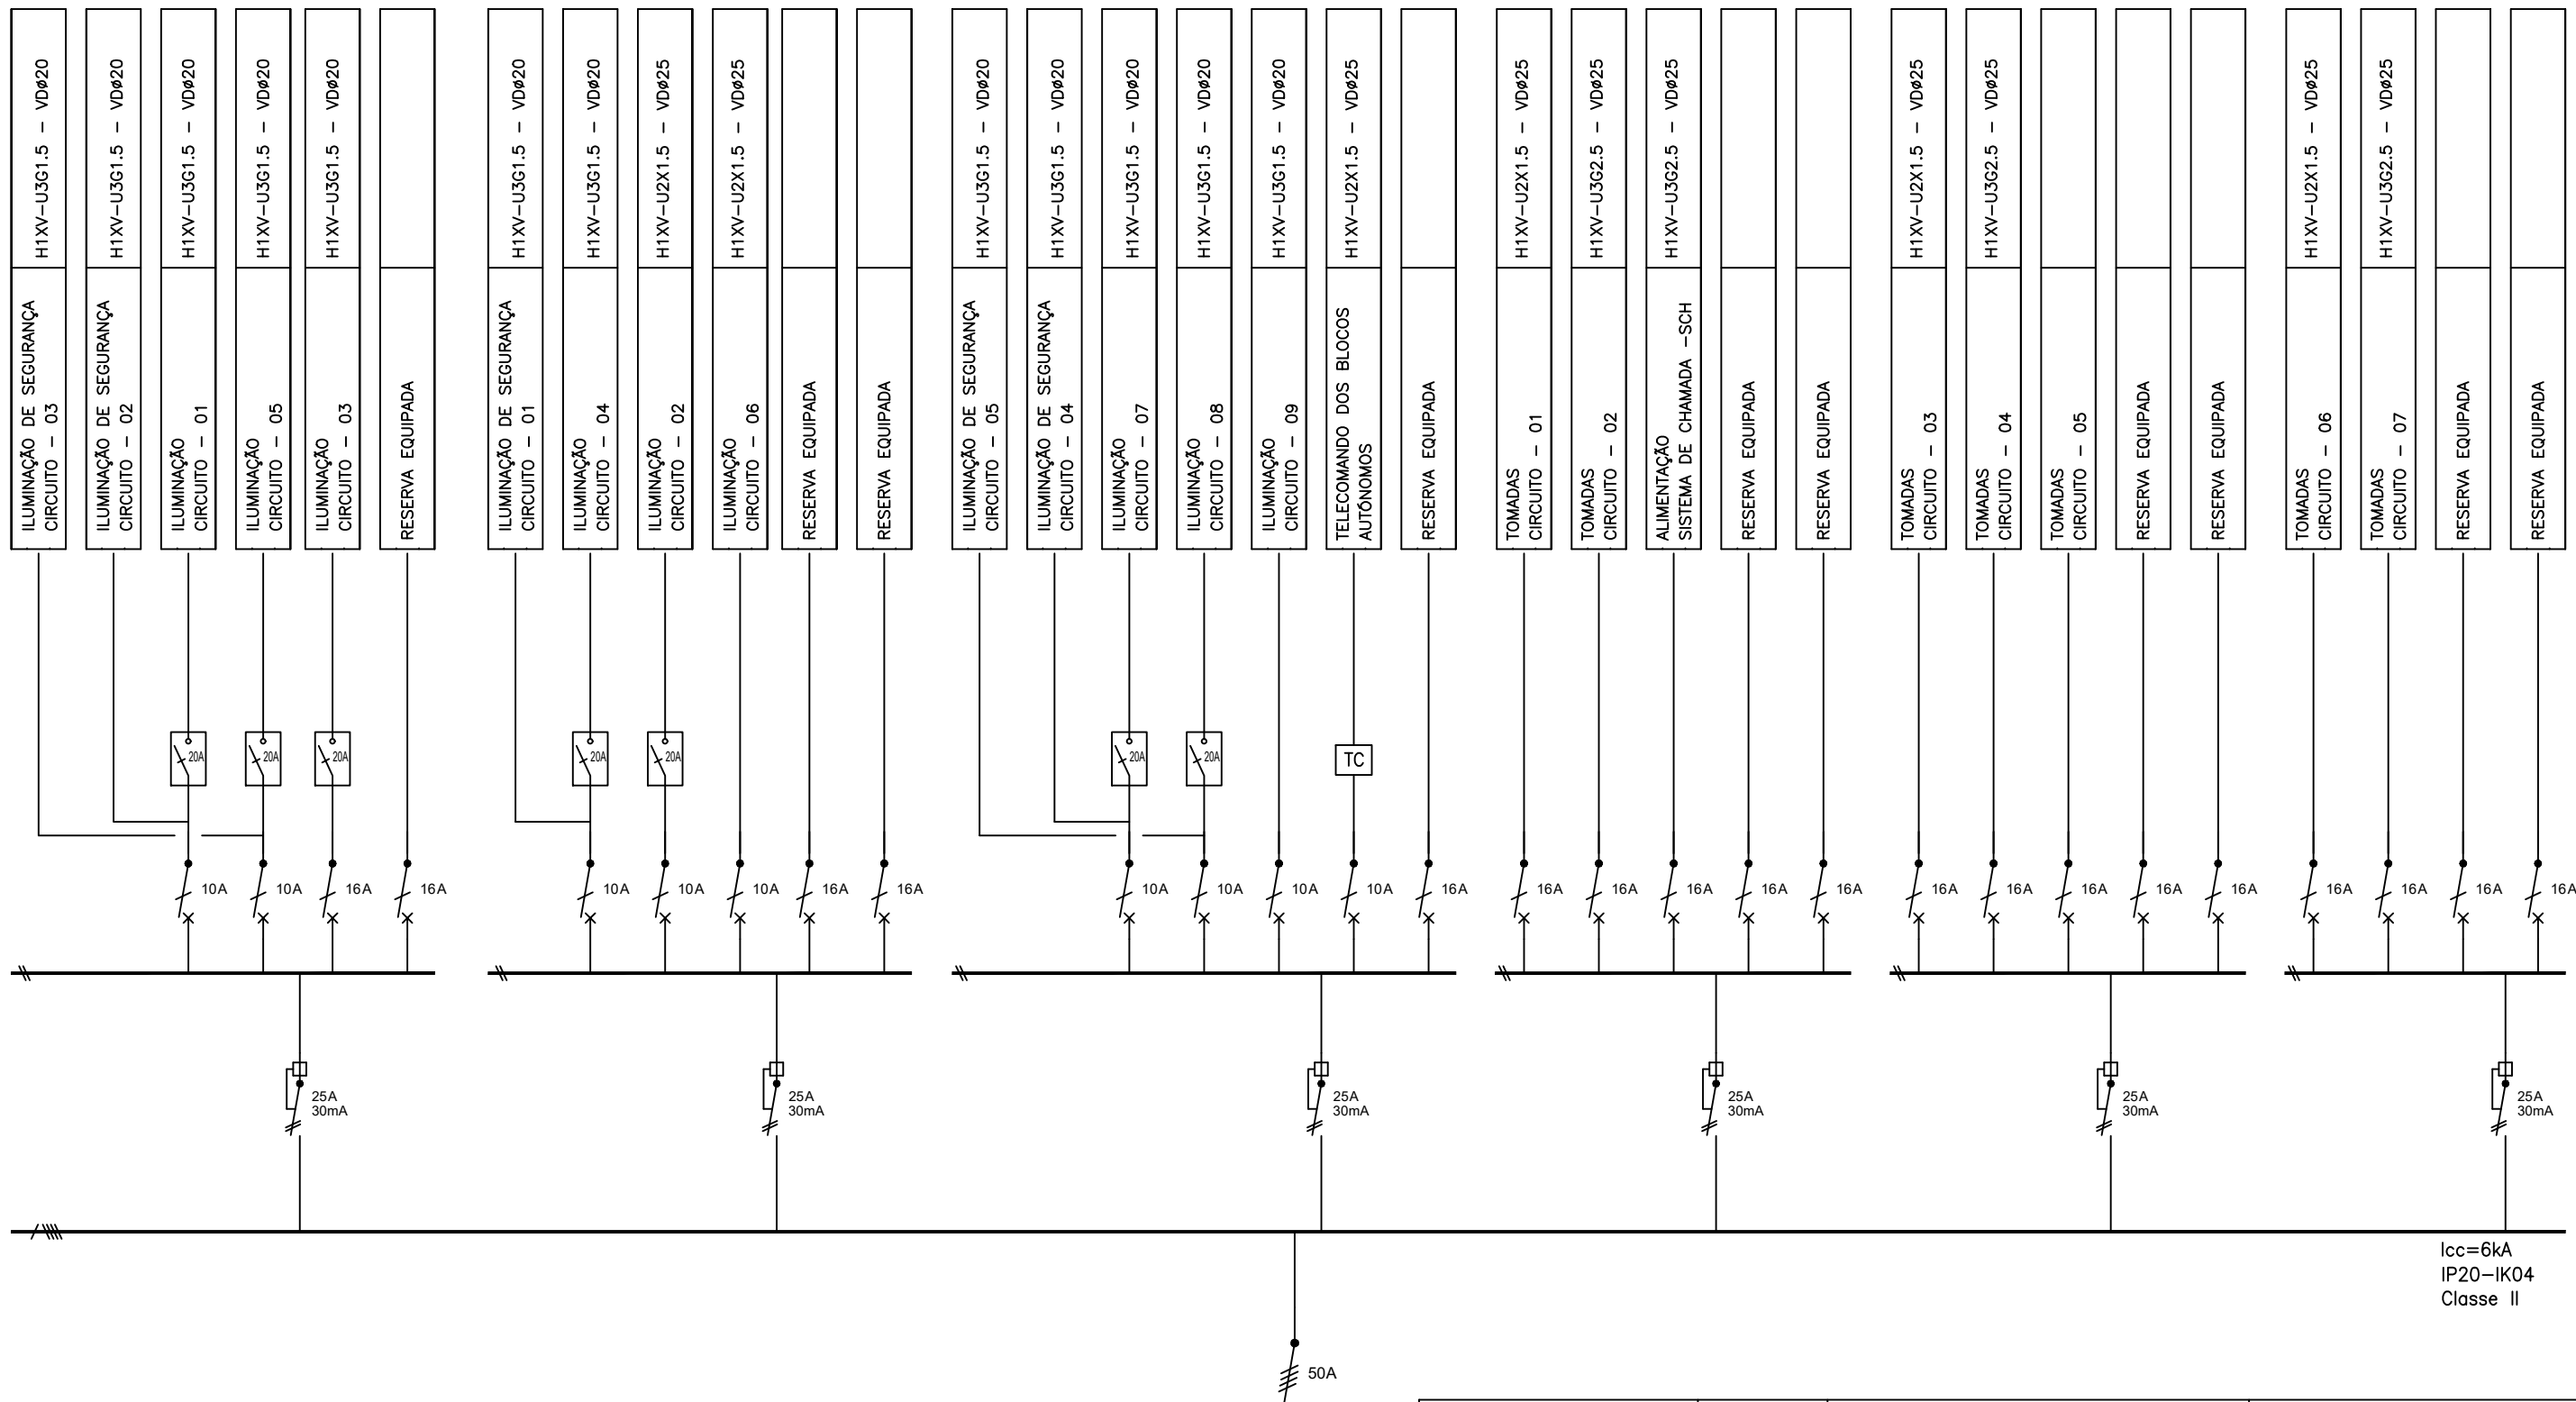 H1XV-U3G1.5 - VDø20
ILUMINAÇÃO DE SEGURANÇA
CIRCUITO - 03
H1XV-U3G1.5 - VDø20
ILUMINAÇÃO DE SEGURANÇA
CIRCUITO - 02
H1XV-U3G1.5 - VDø20
ILUMINAÇÃO
CIRCUITO - 01
H1XV-U3G1.5 - VDø20
ILUMINAÇÃO
CIRCUITO - 05
H1XV-U3G1.5 - VDø20
ILUMINAÇÃO
CIRCUITO - 03
RESERVA EQUIPADA
H1XV-U3G1.5 - VDø20
ILUMINAÇÃO DE SEGURANÇA
CIRCUITO - 01
H1XV-U3G1.5 - VDø20
ILUMINAÇÃO
CIRCUITO - 04
H1XV-U2X1.5 - VDø25
ILUMINAÇÃO
CIRCUITO - 02
H1XV-U2X1.5 - VDø25
ILUMINAÇÃO
CIRCUITO - 06
RESERVA EQUIPADA
RESERVA EQUIPADA
H1XV-U3G1.5 - VDø20
ILUMINAÇÃO DE SEGURANÇA
CIRCUITO - 05
H1XV-U3G1.5 - VDø20
ILUMINAÇÃO DE SEGURANÇA
CIRCUITO - 04
H1XV-U3G1.5 - VDø20
ILUMINAÇÃO
CIRCUITO - 07
H1XV-U3G1.5 - VDø20
ILUMINAÇÃO
CIRCUITO - 08
H1XV-U3G1.5 - VDø20
ILUMINAÇÃO
CIRCUITO - 09
H1XV-U2X1.5 - VDø25
TELECOMANDO DOS BLOCOS
AUTÓNOMOS
RESERVA EQUIPADA
H1XV-U2X1.5 - VDø25
TOMADAS
CIRCUITO - 01
H1XV-U3G2.5 - VDø25
TOMADAS
CIRCUITO - 02
H1XV-U3G2.5 - VDø25
ALIMENTAÇÃO
SISTEMA DE CHAMADA -SCH
RESERVA EQUIPADA
RESERVA EQUIPADA
H1XV-U2X1.5 - VDø25
TOMADAS
CIRCUITO - 03
H1XV-U3G2.5 - VDø25
TOMADAS
CIRCUITO - 04
TOMADAS
CIRCUITO - 05
RESERVA EQUIPADA
RESERVA EQUIPADA
H1XV-U2X1.5 - VDø25
TOMADAS
CIRCUITO - 06
H1XV-U3G2.5 - VDø25
TOMADAS
CIRCUITO - 07
RESERVA EQUIPADA
RESERVA EQUIPADA
20A 20A 20A 20A 20A 20A 20A TC
10A 10A 16A 16A 10A 10A 10A 16A 16A 10A 10A 10A 10A 16A 16A 16A 16A 16A 16A 16A 16A 16A 16A 16A 16A 16A 16A 16A
25A
30mA
25A
30mA
25A
30mA
25A
30mA
25A
30mA
25A
30mA
Icc=6kA
IP20-IK04
Classe II
50A